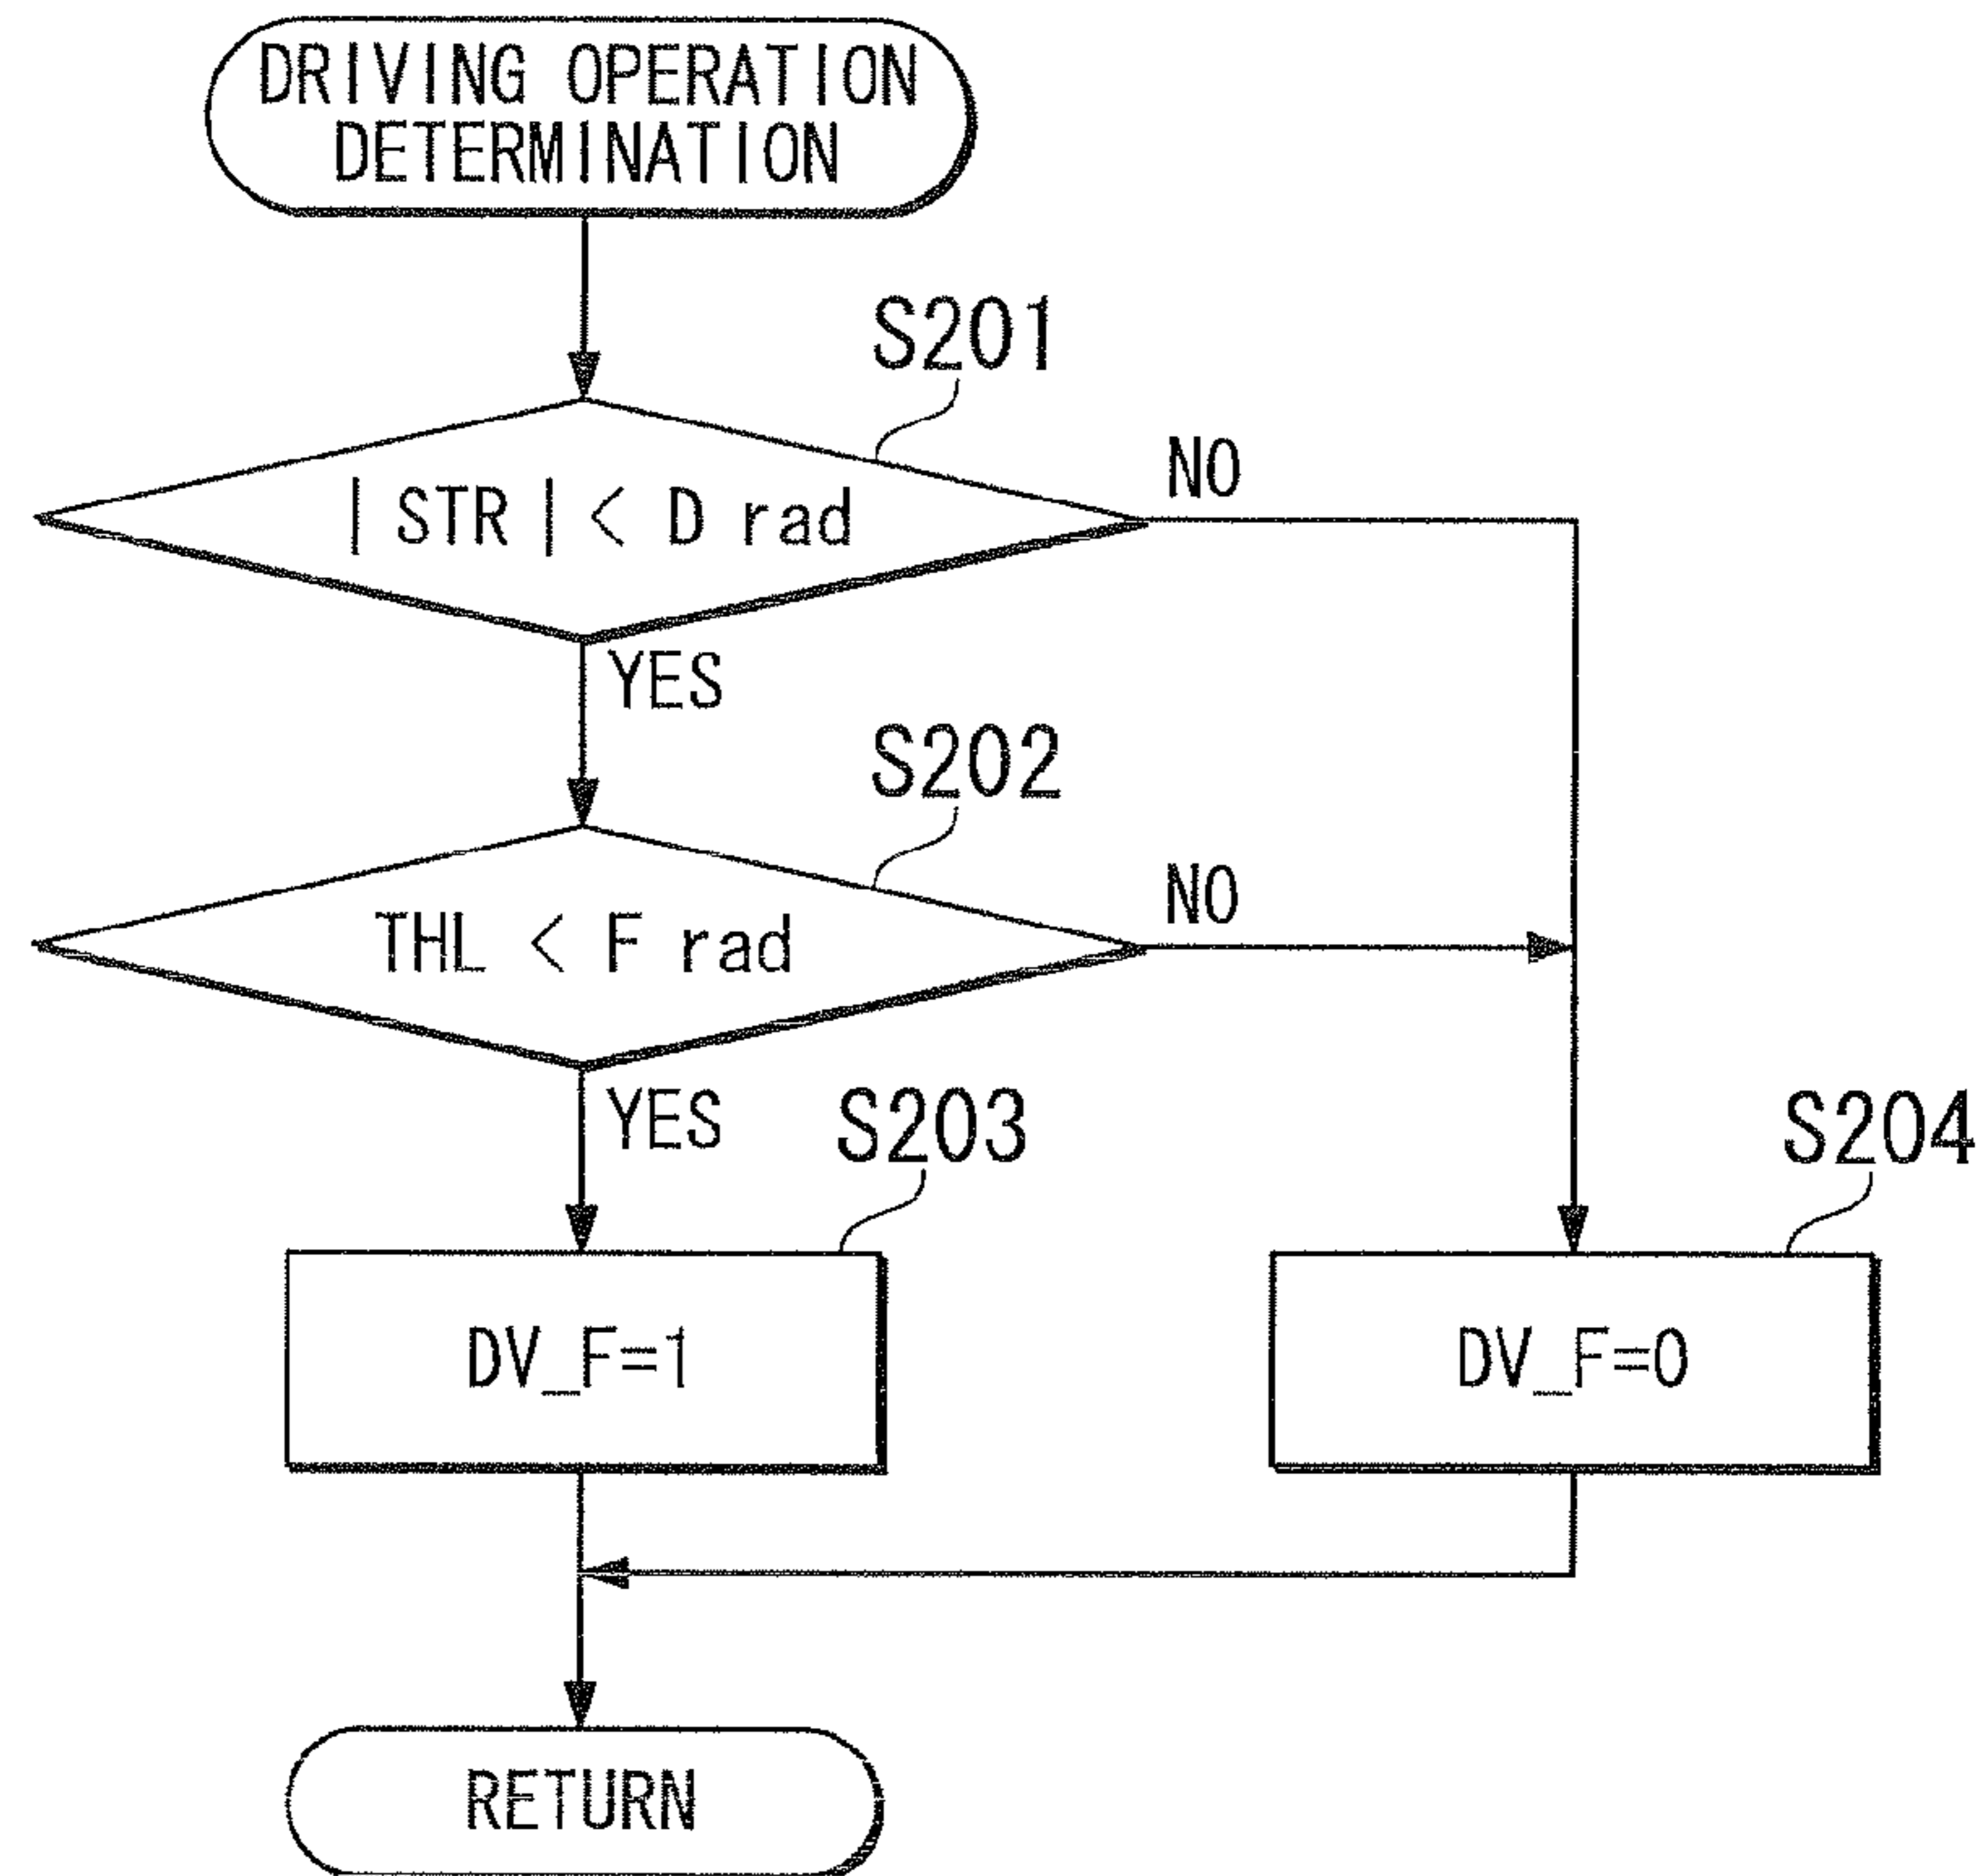 DRIVING OPERATION
DETERMINATION
S201
| STR | < D rad
NO
YES
S202
THL < F rad
NO
YES
S203
S204
DV_F=1
DV_F=0
RETURN